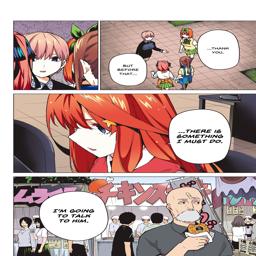 ...THANK
YOU.
BUT
BEFORE
THAT...
...THERE IS
SOMETHING
I MUST DO.
I'M GOING
TO TALK
TO HIM.